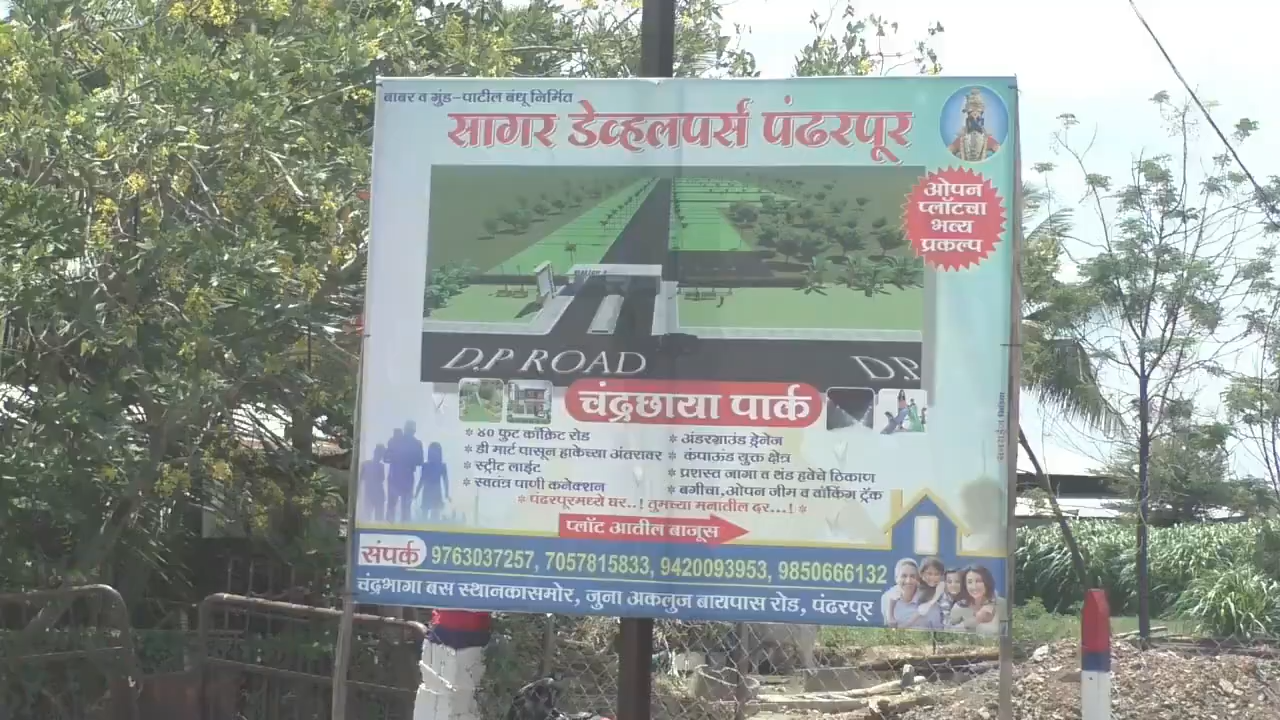 बाबर व गुंड-पाटील बंधू निर्मित
सागर डेव्हलपर्स पंढरपूर
ओपन
प्लॉटचा
भव्य
प्रकल्प
D.P ROAD
D.P
चंद्रछाया पार्क
* ४० फुट काँक्रिट रोड
* डी मार्ट पासून हाकेच्या अंतरावर
* स्ट्रीट लाईट
* स्वतंत्र पाणी कनेक्शन
* अंडरग्राउंड ड्रेनेज
* कंपाऊंड युक्त क्षेत्र
* प्रशस्त जागा व थंड हवेचे ठिकाण
* बगीचा,ओपन जीम व वॉकिंग ट्रॅक
* पंढरपूरमध्ये घर..! तुमच्या मनातील दर...! *
प्लॉट आतील बाजूस
संपर्क 9763037257, 7057815833, 9420093953, 9850666132
चंद्रभागा बस स्थानकासमोर, जुना अकलुज बायपास रोड, पंढरपूर